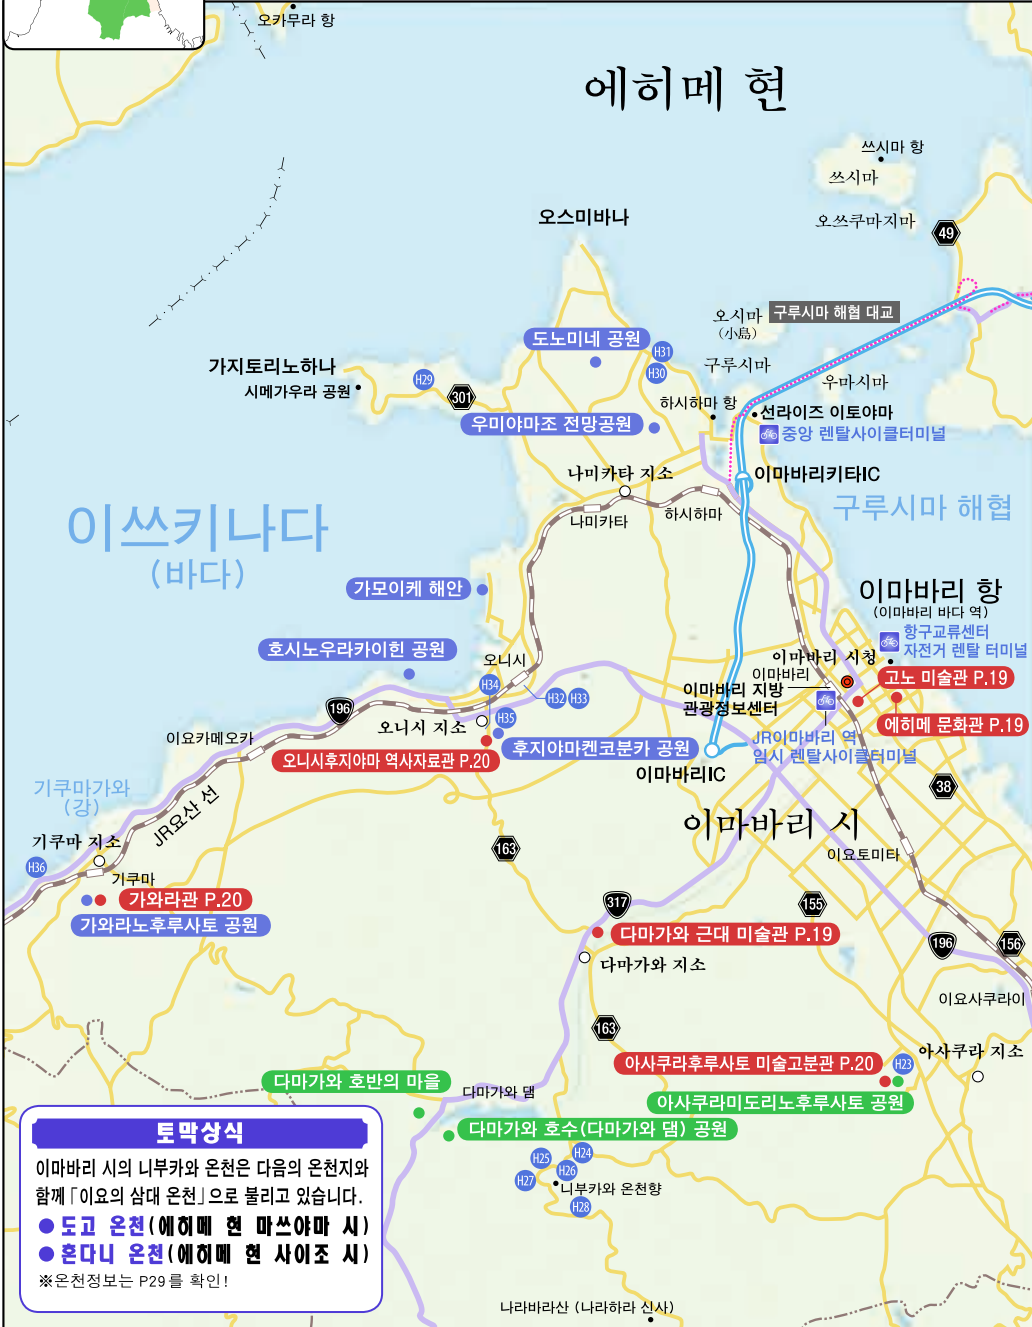 오카무라 항
에히메 현
쓰시마 항
쓰시마
오쓰쿠마지마
49
오스미바나
오시마
(小島)
구루시마 해협 대교
도노미네 공원
H31
H30
구루시마
우마시마
가지토리노하나
시메가우라 공원
H29
301
하시하마 항
선라이즈 이토야마
우미야마조 전망공원
중앙 렌탈사이클터미널
나미카타 지소
이마바리키타IC
나미카타
하시하마
구루시마 해협
이쓰키나다
(바다)
가모이케 해안
이마바리 항
(이마바리 바다 역)
항구교류센터
자전거 렌탈 터미널
호시노우라카이힌 공원
오니시
이마바리 시청
이마바리
고노 미술관 P.19
H34
H32
H33
이마바리 지방
관광정보센터
196
오니시 지소
H35
에히메 문화관 P.19
이요카메오카
후지야마켄코분카 공원
JR이마바리 역
임시 렌탈사이클터미널
오니시후지야마 역사자료관 P.20
이마바리IC
기쿠마가와
(강)
38
JR요산 선
이마바리 시
기쿠마 지소
163
이요토미타
H36
기쿠마
가와라관 P.20
317
155
가와라노후루사토 공원
다마가와 근대 미술관 P.19
196
156
다마가와 지소
이요사쿠라이
163
아사쿠라 지소
아사쿠라후루사토 미술고분관 P.20
H23
다마가와 호반의 마을
다마가와 댐
아사쿠라미도리노후루사토 공원
다마가와 호수(다마가와 댐) 공원
H25
H24
H26
H27
니부카와 온천향
H28
토막상식
이마바리 시의 니부카와 온천은 다음의 온천지와
함께 「이요의 삼대 온천」으로 불리고 있습니다.
● 도고 온천(에히메 현 마쓰야마 시)
● 혼다니 온천(에히메 현 사이조 시)
※온천정보는 P29를 확인!
나라바라산 (나라하라 신사)